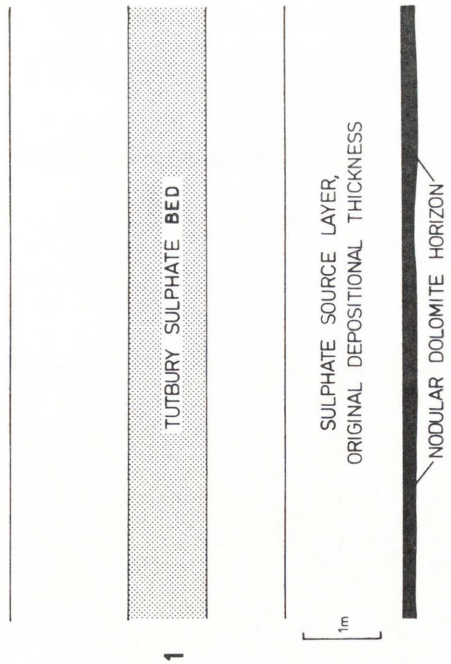 1
TUTBURY SULPHATE BED
SULPHATE SOURCE LAYER,
ORIGINAL DEPOSITIONAL THICKNESS
1m
NODULAR DOLOMITE HORIZON